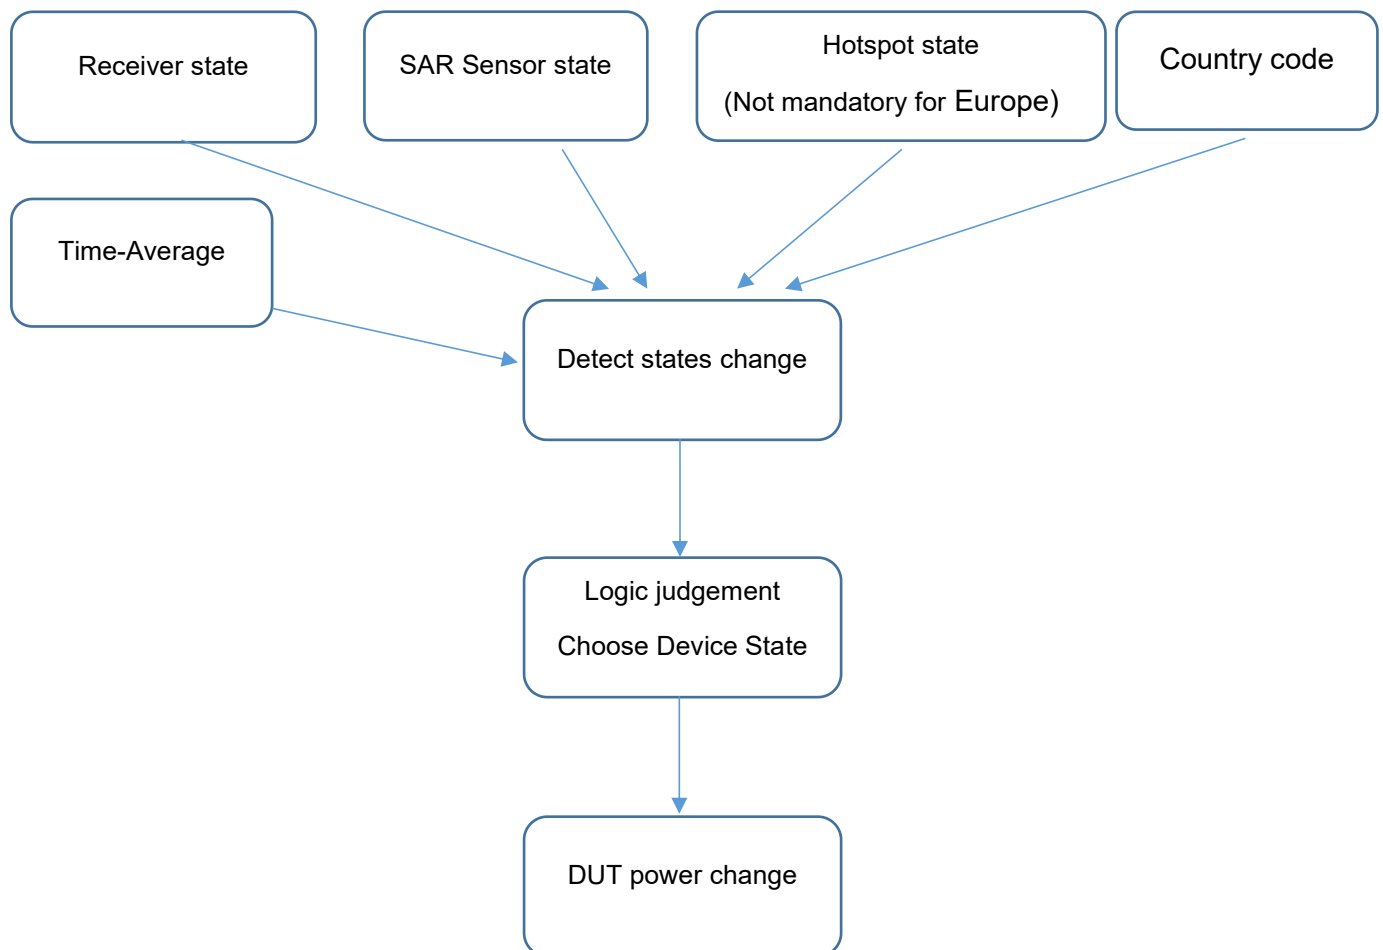 Receiver state
SAR Sensor state
Hotspot state
(Not mandatory for Europe)
Country code
Time-Average
Detect states change
Logic judgement
Choose Device State
DUT power change